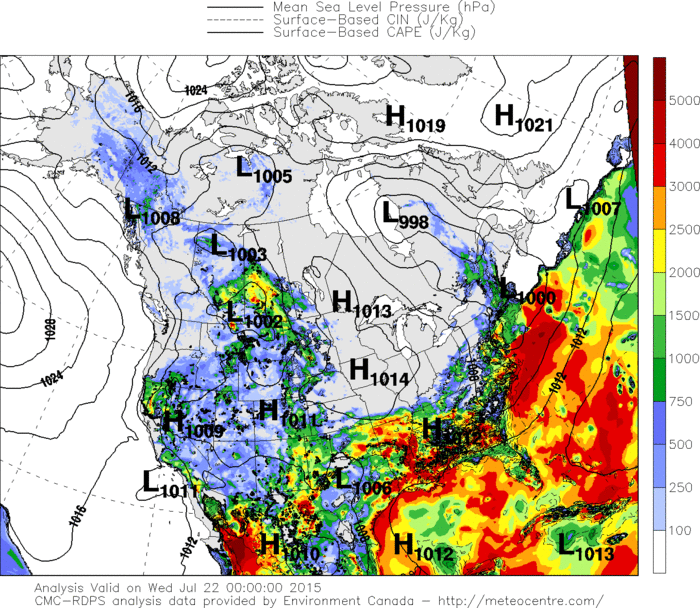 Mean Sea Level Pressure (hPa)
Surface-Based CIN (J/Kg)
Surface-Based CAPE (J/Kg)
1024
1016
H1019
H1021
5000
1012
L1005
4000
L1008
L998
L1007
3000
L1003
2500
L1000
2000
H1013
L1002
1028
1012
1500
1008
H1014
1000
1024
1012
750
H1011
H1009
H1012
500
L1011
L1006
250
1016
1008
100
1012
H1010
H1012
L1013
Analysis Valid on Wed Jul 22 00:00:00 2015
CMC-RDPS analysis data provided by Environment Canada – http://meteocentre.com/